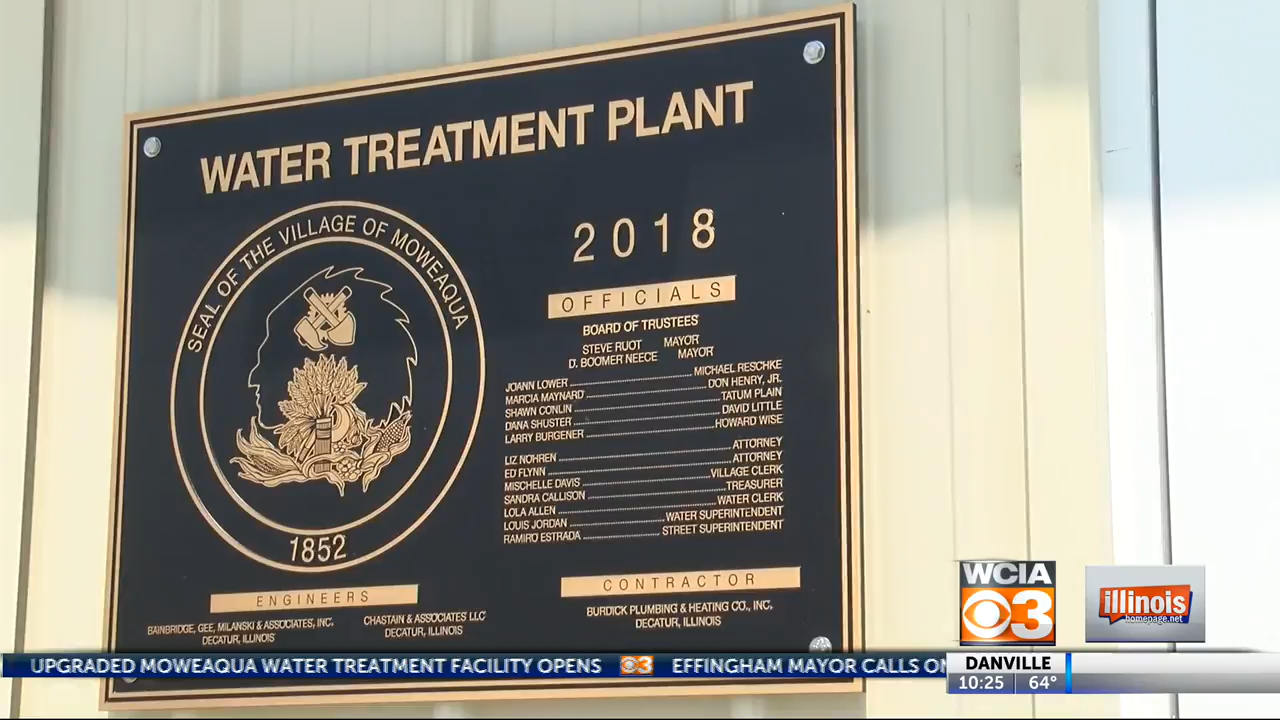 WATER TREATMENT PLANT
SEAL OF THE VILLAGE OF MOWEAQUA
1852
2018
OFFICIALS
BOARD OF TRUSTEES
STEVE RUOT MAYOR
D. BOOMER NEECE MAYOR
JOANN LOWER MICHAEL RESCHKE
MARCIA MAYNARD DON HENRY, JR.
SHAWN CONLIN TATUM PLAIN
DANA SHUSTER DAVID LITTLE
LARRY BURGENER HOWARD WISE
LIZ NOHREN ATTORNEY
ED FLYNN ATTORNEY
MISCHELLE DAVIS VILLAGE CLERK
SANDRA CALLISON TREASURER
LOLA ALLEN WATER CLERK
LOUIS JORDAN WATER SUPERINTENDENT
RAMIRO ESTRADA STREET SUPERINTENDENT
ENGINEERS
BAINBRIDGE, GEE, MILANSKI & ASSOCIATES, INC.
DECATUR, ILLINOIS
CHASTAIN & ASSOCIATES LLC
DECATUR, ILLINOIS
CONTRACTOR
BURDICK PLUMBING & HEATING CO., INC.
DECATUR, ILLINOIS
WCIA
3
illinois
homepage.net
UPGRADED MOWEAQUA WATER TREATMENT FACILITY OPENS 3 EFFINGHAM MAYOR CALLS ON
DANVILLE
10:25 64°